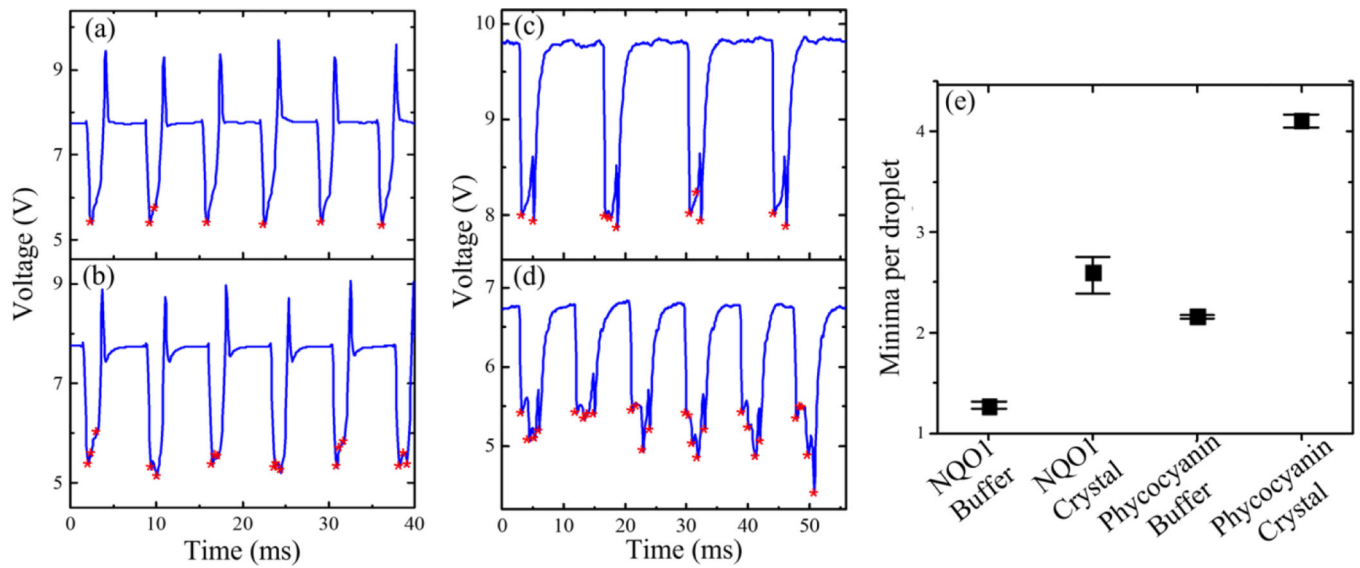 (a)
9
7
5
Voltage (V)
(b)
9
7
5
0
10
20
30
40
Time (ms)
(c)
10
9
8
Voltage (V)
(d)
7
6
5
0
10
20
30
40
50
Time (ms)
(e)
4
3
2
1
Minima per droplet
NQO1
Buffer
NQO1
Crystal
Phycocyanin
Buffer
Phycocyanin
Crystal